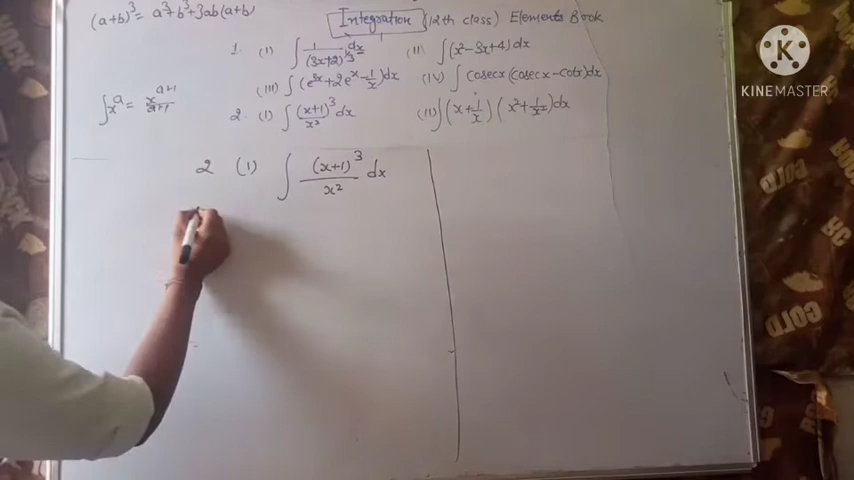 (a+b)³ = a³+b³+3ab(a+b)
Integration (12th class) Elements Book
1. (I) ∫ 1/(3x+2)^(1/3) dx (II) ∫(x²-3x+4)dx
(III) ∫(e^(3x)+2e^x-1/x)dx (IV) ∫ cosecx(cosecx-cotx)dx
∫x^a = x^(a+1)/(a+1)
2. (I) ∫ (x+1)³/x² dx (II) ∫(x+1/x)(x²+1/x²)dx
2 (I) ∫ (x+1)³/x² dx
K
KINEMASTER